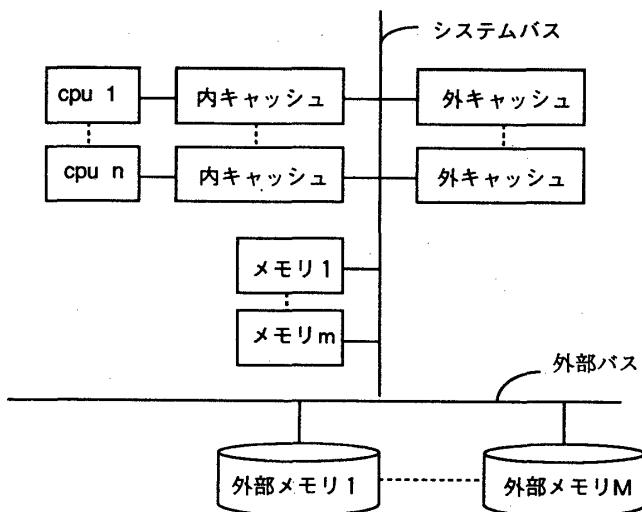 システムバス
cpu 1
内キャッシュ
外キャッシュ
cpu n
内キャッシュ
外キャッシュ
メモリ1
メモリm
外部バス
外部メモリ1
外部メモリM